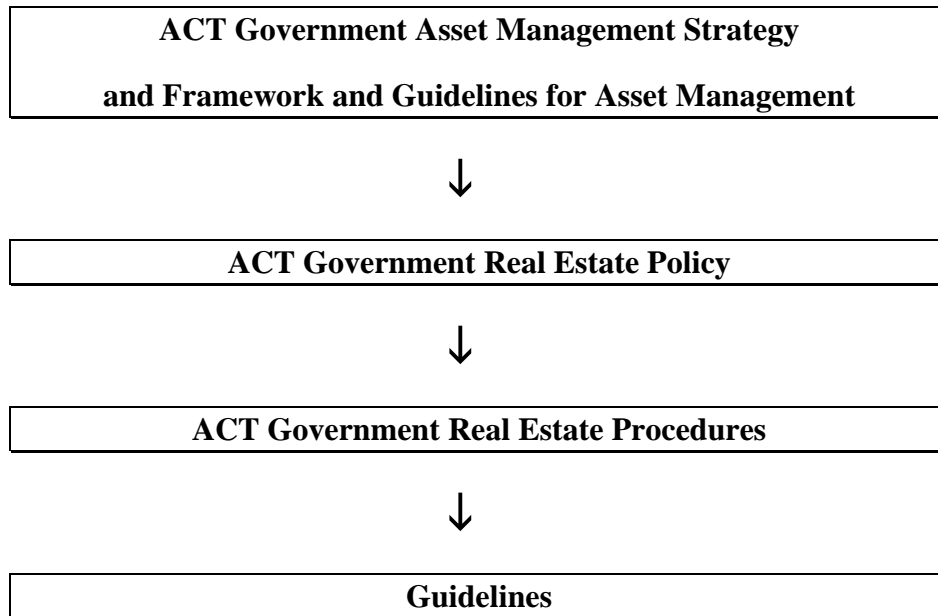 ACT Government Asset Management Strategy
and Framework and Guidelines for Asset Management
↓
ACT Government Real Estate Policy
↓
ACT Government Real Estate Procedures
↓
Guidelines